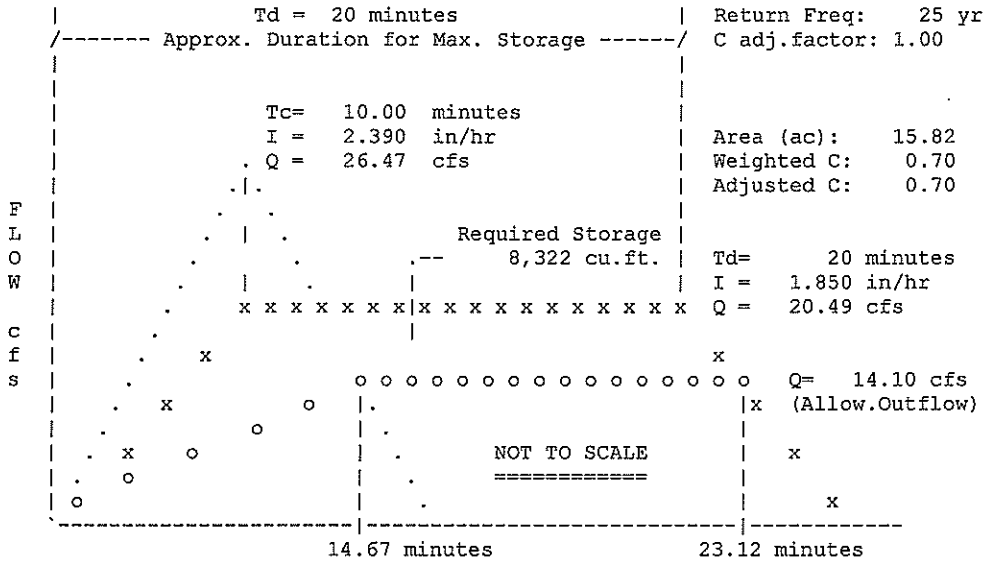 Td = 20 minutes Return Freq: 25 yr
/------- Approx. Duration for Max. Storage ------/ C adj.factor: 1.00
Tc= 10.00 minutes
I = 2.390 in/hr Area (ac): 15.82
Q = 26.47 cfs Weighted C: 0.70
Adjusted C: 0.70
FLOW cfs
Required Storage
8,322 cu.ft. Td= 20 minutes
I = 1.850 in/hr
x x x x x x x x x x x x x x x x x x Q = 20.49 cfs
x x
o o o o o o o o o o o o o o o o Q= 14.10 cfs
x o x (Allow.Outflow)
o
x o NOT TO SCALE x
o ============
o x
14.67 minutes 23.12 minutes